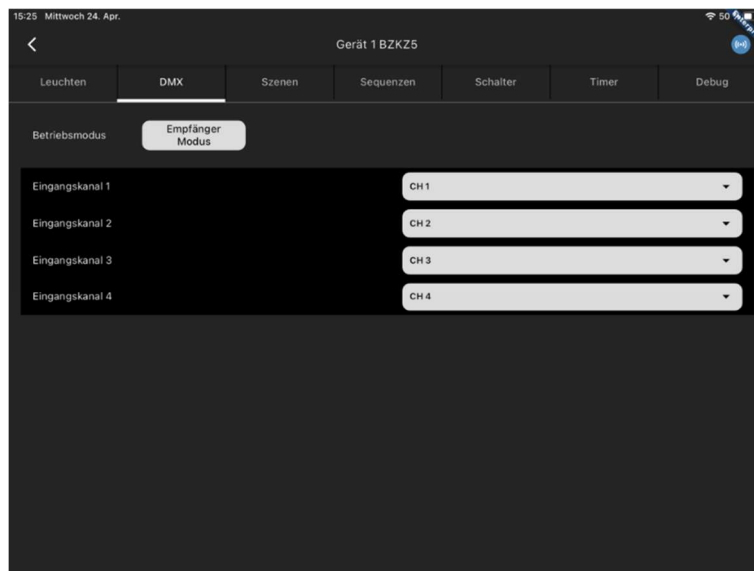 15:25 Mittwoch 24. Apr. 50
Gerät 1 BZKZ5
Leuchten DMX Szenen Sequenzen Schalter Timer Debug
Betriebsmodus Empfänger
Modus
Eingangskanal 1 CH 1
Eingangskanal 2 CH 2
Eingangskanal 3 CH 3
Eingangskanal 4 CH 4